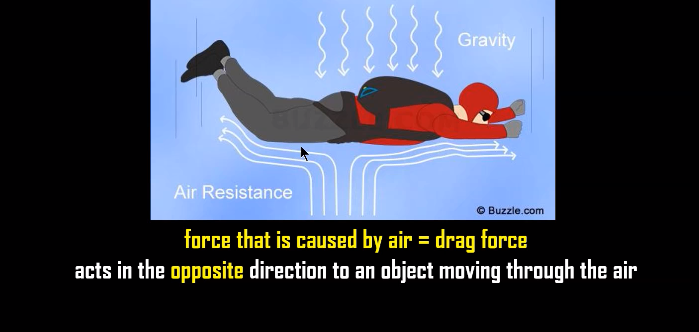 Gravity
Air Resistance
© Buzzle.com
force that is caused by air = drag force
acts in the opposite direction to an object moving through the air